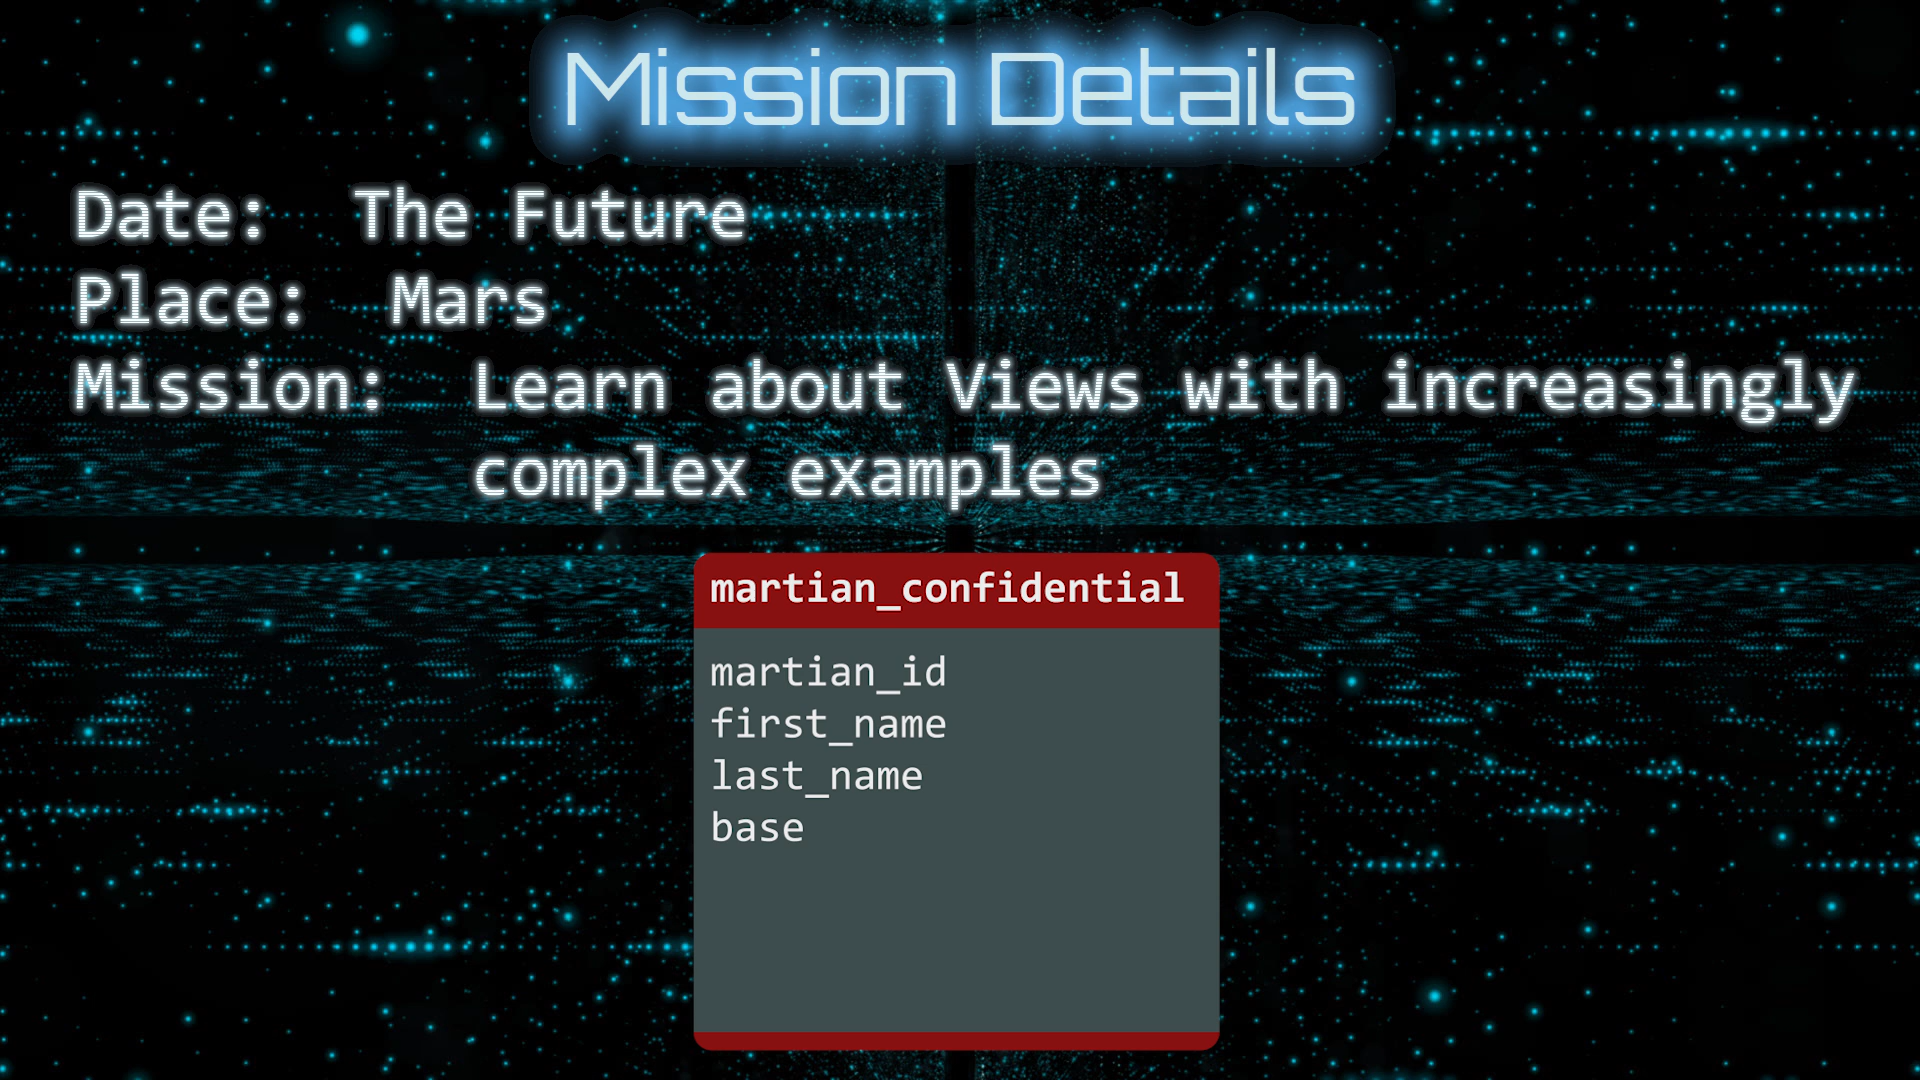 Mission Details
Date: The Future
Place: Mars
Mission: Learn about Views with increasingly
complex examples
martian_confidential
martian_id
first_name
last_name
base